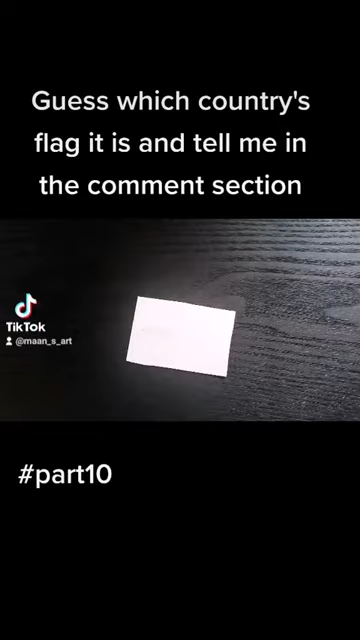 Guess which country's
flag it is and tell me in
the comment section
TikTok
@maan_s_art
#part10